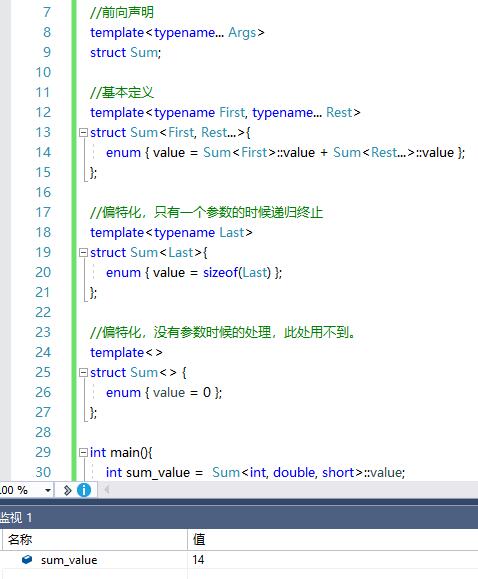 7 //前向声明
8 template<typename... Args>
9 struct Sum;
10
11 //基本定义
12 template<typename First, typename... Rest>
13 struct Sum<First, Rest...>{
14 enum { value = Sum<First>::value + Sum<Rest...>::value };
15 };
16
17 //偏特化，只有一个参数的时候递归终止
18 template<typename Last>
19 struct Sum<Last>{
20 enum { value = sizeof(Last) };
21 };
22
23 //偏特化，没有参数时候的处理，此处用不到。
24 template<>
25 struct Sum<> {
26 enum { value = 0 };
27 };
28
29 int main(){
30 int sum_value = Sum<int, double, short>::value;
.00 %
监视 1
名称 值
sum_value 14